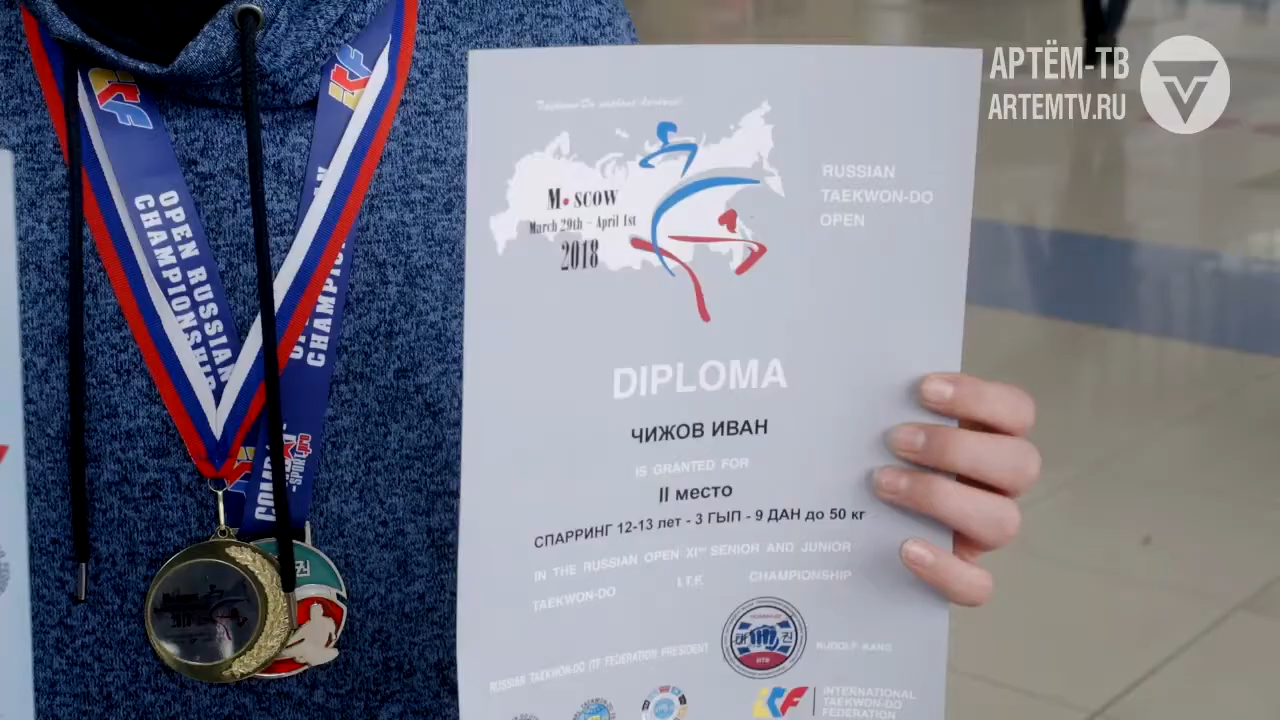 АРТЁМ-ТВ
ARTEMTV.RU
OPEN RUSSIAN
CHAMPIONSHIP
Moscow
March 29th - April 1st
2018
RUSSIAN
TAEKWON-DO
OPEN
DIPLOMA
ЧИЖОВ ИВАН
IS GRANTED FOR
II место
СПАРРИНГ 12-13 лет - 3 ГЫП - 9 ДАН до 50 кг
IN THE RUSSIAN OPEN XIth SENIOR AND JUNIOR
TAEKWON-DO I.T.F. CHAMPIONSHIP
RUSSIAN TAEKWON-DO ITF FEDERATION PRESIDENT
RUDOLF KANG
ITF
INTERNATIONAL
TAEKWON-DO
FEDERATION